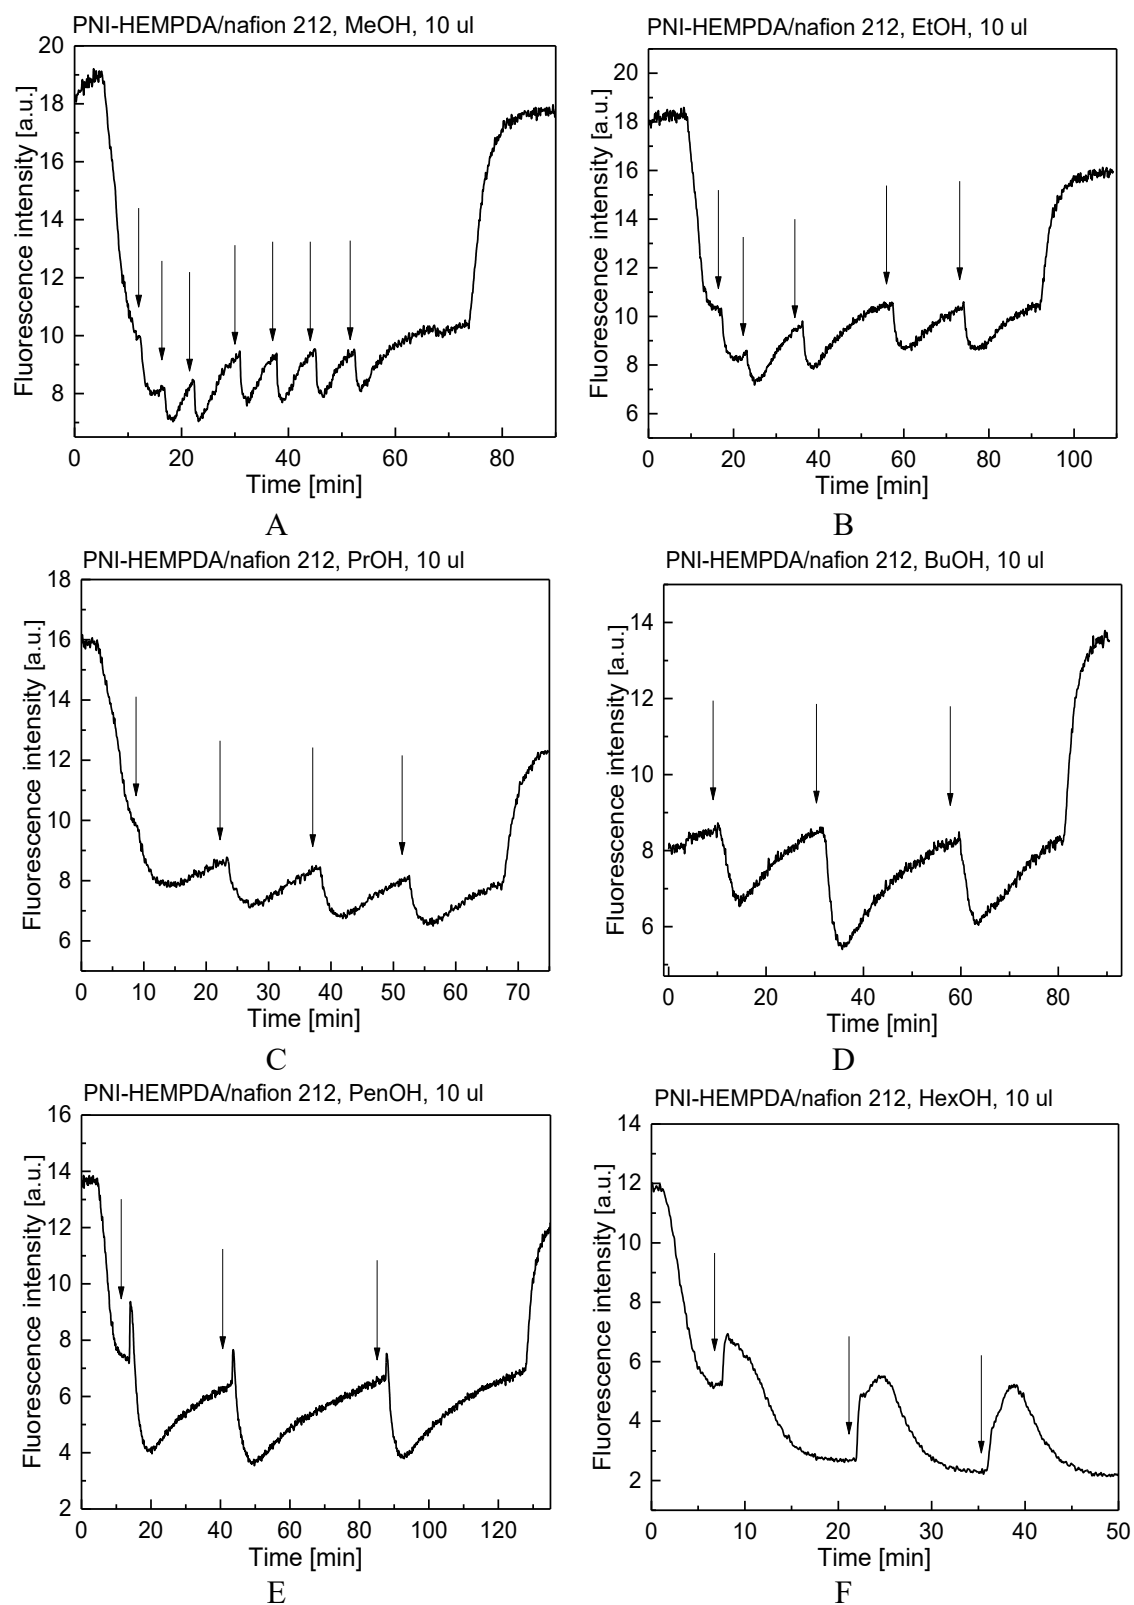 PNI-HEMPDA/nafion 212, MeOH, 10 ul
Fluorescence intensity [a.u.]
20
18
16
14
12
10
8
0 20 40 60 80
Time [min]
A
PNI-HEMPDA/nafion 212, EtOH, 10 ul
Fluorescence intensity [a.u.]
20
18
16
14
12
10
8
6
0 20 40 60 80 100
Time [min]
B
PNI-HEMPDA/nafion 212, PrOH, 10 ul
Fluorescence intensity [a.u.]
18
16
14
12
10
8
6
0 10 20 30 40 50 60 70
Time [min]
C
PNI-HEMPDA/nafion 212, BuOH, 10 ul
Fluorescence intensity [a.u.]
14
12
10
8
6
0 20 40 60 80
Time [min]
D
PNI-HEMPDA/nafion 212, PenOH, 10 ul
Fluorescence intensity [a.u.]
16
14
12
10
8
6
4
2
0 20 40 60 80 100 120
Time [min]
E
PNI-HEMPDA/nafion 212, HexOH, 10 ul
Fluorescence intensity [a.u.]
14
12
10
8
6
4
2
0 10 20 30 40 50
Time [min]
F